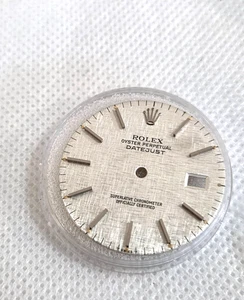 ROLEX
OYSTER PERPETUAL
DATEJUST
SUPERLATIVE CHRONOMETER
OFFICIALLY CERTIFIED